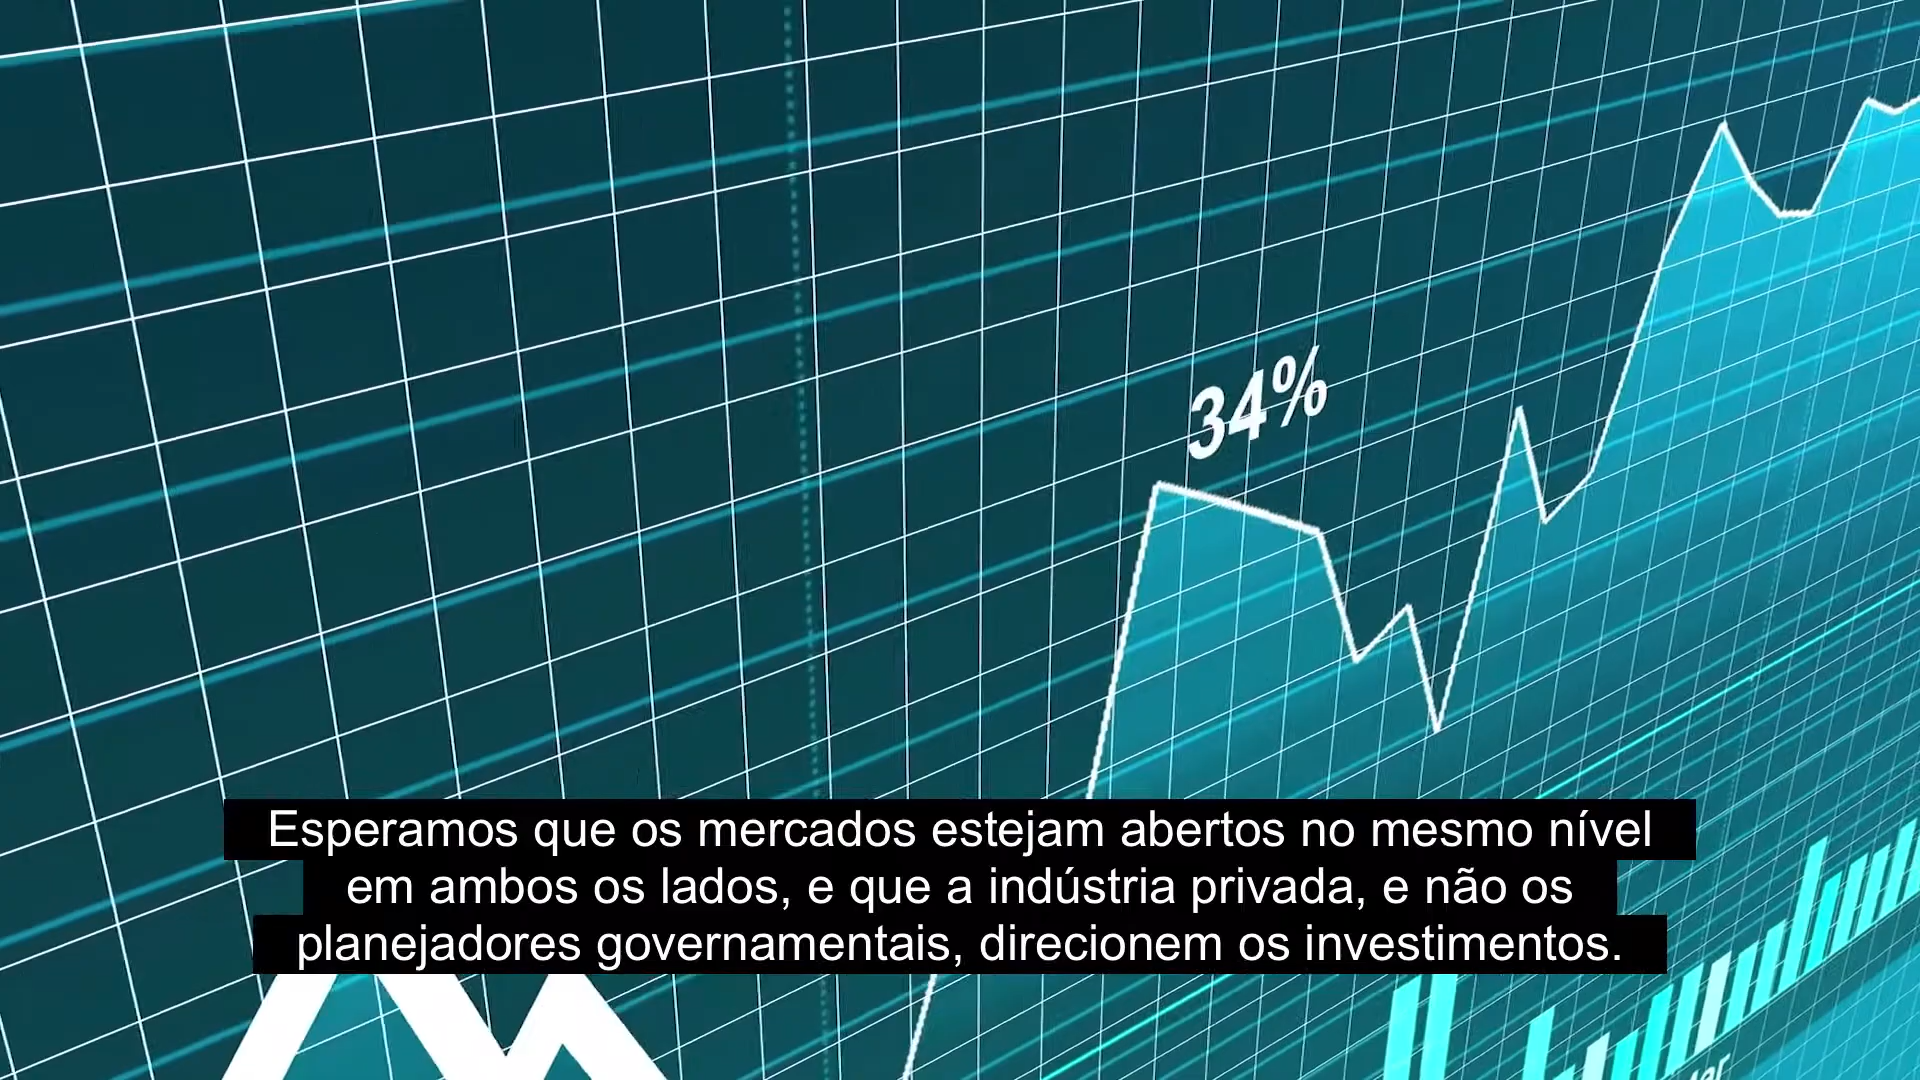 34%
Esperamos que os mercados estejam abertos no mesmo nível
em ambos os lados, e que a indústria privada, e não os
planejadores governamentais, direcionem os investimentos.